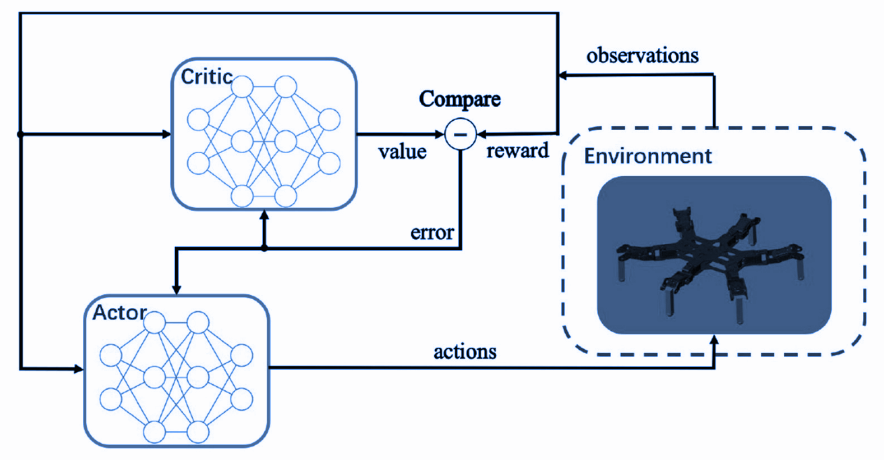 observations
Critic
Compare
−
value
reward
Environment
error
Actor
actions